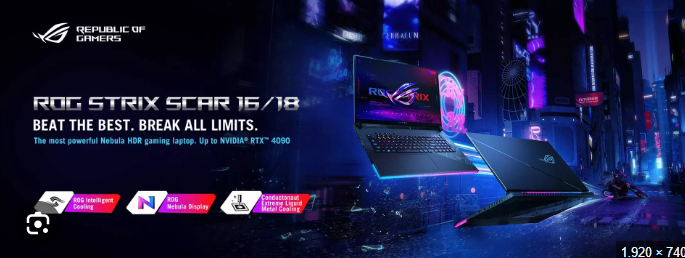 REPUBLIC OF
GAMERS
ROG STRIX SCAR 16/18
BEAT THE BEST. BREAK ALL LIMITS.
The most powerful Nebula HDR gaming laptop. Up to NVIDIA® RTX™ 4090
ROG Intelligent
Cooling
ROG
Nebula Display
Conductonaut
Extreme Liquid
Metal Cooling
1.920 × 740